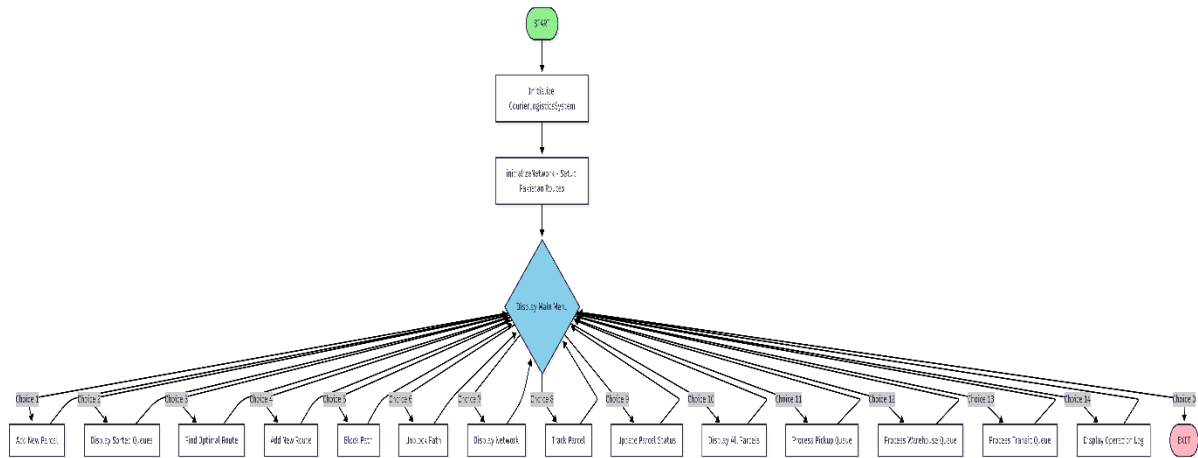 START
Initialize
CourierLogisticsSystem
initializeNetwork - Setup
Pakistan Routes
Display Main Menu
Choice 1
Choice 2
Choice 3
Choice 4
Choice 5
Choice 6
Choice 7
Choice 8
Choice 9
Choice 10
Choice 11
Choice 12
Choice 13
Choice 14
Choice 0
Add New Parcel
Display Sorted Queues
Find Optimal Route
Add New Route
Block Path
Unblock Path
Display Network
Track Parcel
Update Parcel Status
Display All Parcels
Process Pickup Queue
Process Warehouse Queue
Process Transit Queue
Display Operation Log
EXIT